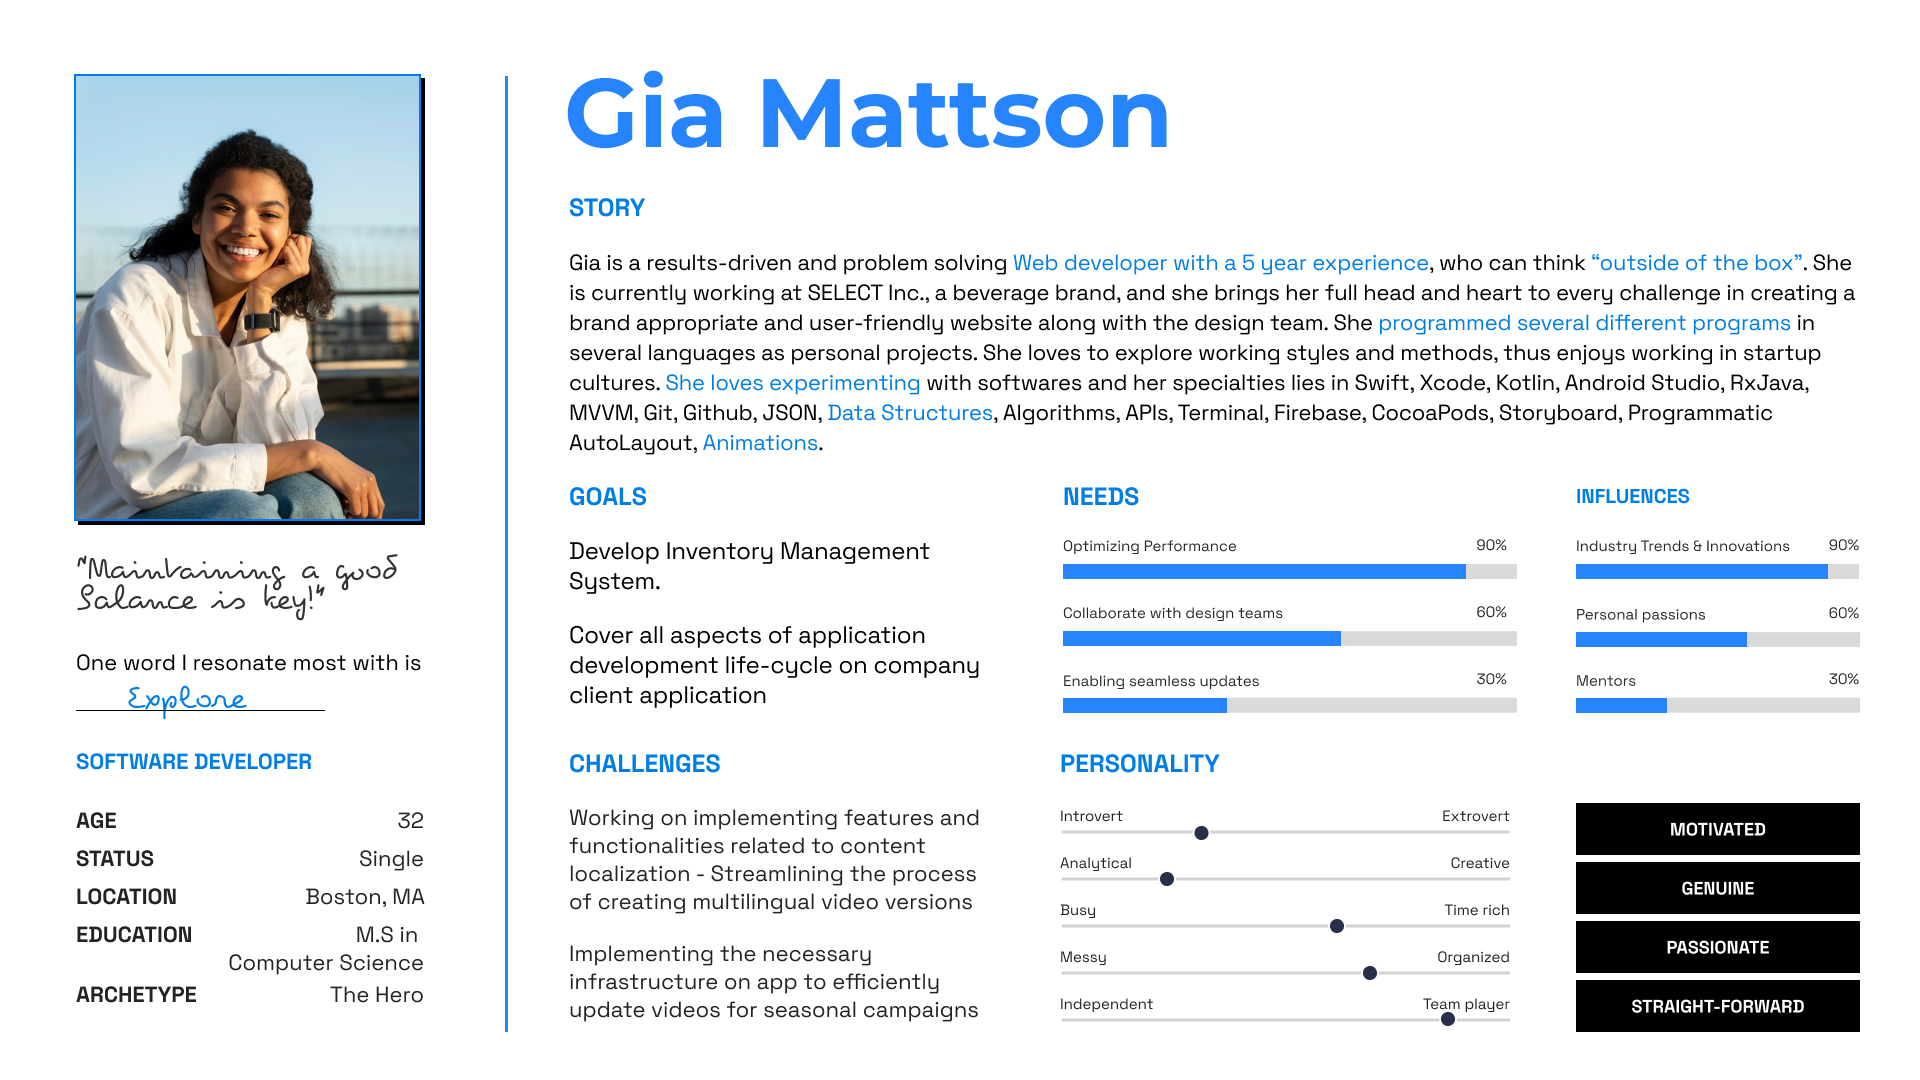 Gia Mattson
"Maintaining a good
Balance is key!"
One word I resonate most with is
Explore
SOFTWARE DEVELOPER
AGE 32
STATUS Single
LOCATION Boston, MA
EDUCATION M.S in
Computer Science
ARCHETYPE The Hero
STORY
Gia is a results-driven and problem solving Web developer with a 5 year experience, who can think “outside of the box”. She
is currently working at SELECT Inc., a beverage brand, and she brings her full head and heart to every challenge in creating a
brand appropriate and user-friendly website along with the design team. She programmed several different programs in
several languages as personal projects. She loves to explore working styles and methods, thus enjoys working in startup
cultures. She loves experimenting with softwares and her specialties lies in Swift, Xcode, Kotlin, Android Studio, RxJava,
MVVM, Git, Github, JSON, Data Structures, Algorithms, APIs, Terminal, Firebase, CocoaPods, Storyboard, Programmatic
AutoLayout, Animations.
GOALS
Develop Inventory Management
System.
Cover all aspects of application
development life-cycle on company
client application
NEEDS
Optimizing Performance 90%
Collaborate with design teams 60%
Enabling seamless updates 30%
INFLUENCES
Industry Trends & Innovations 90%
Personal passions 60%
Mentors 30%
CHALLENGES
Working on implementing features and
functionalities related to content
localization - Streamlining the process
of creating multilingual video versions
Implementing the necessary
infrastructure on app to efficiently
update videos for seasonal campaigns
PERSONALITY
Introvert Extrovert
Analytical Creative
Busy Time rich
Messy Organized
Independent Team player
MOTIVATED
GENUINE
PASSIONATE
STRAIGHT-FORWARD